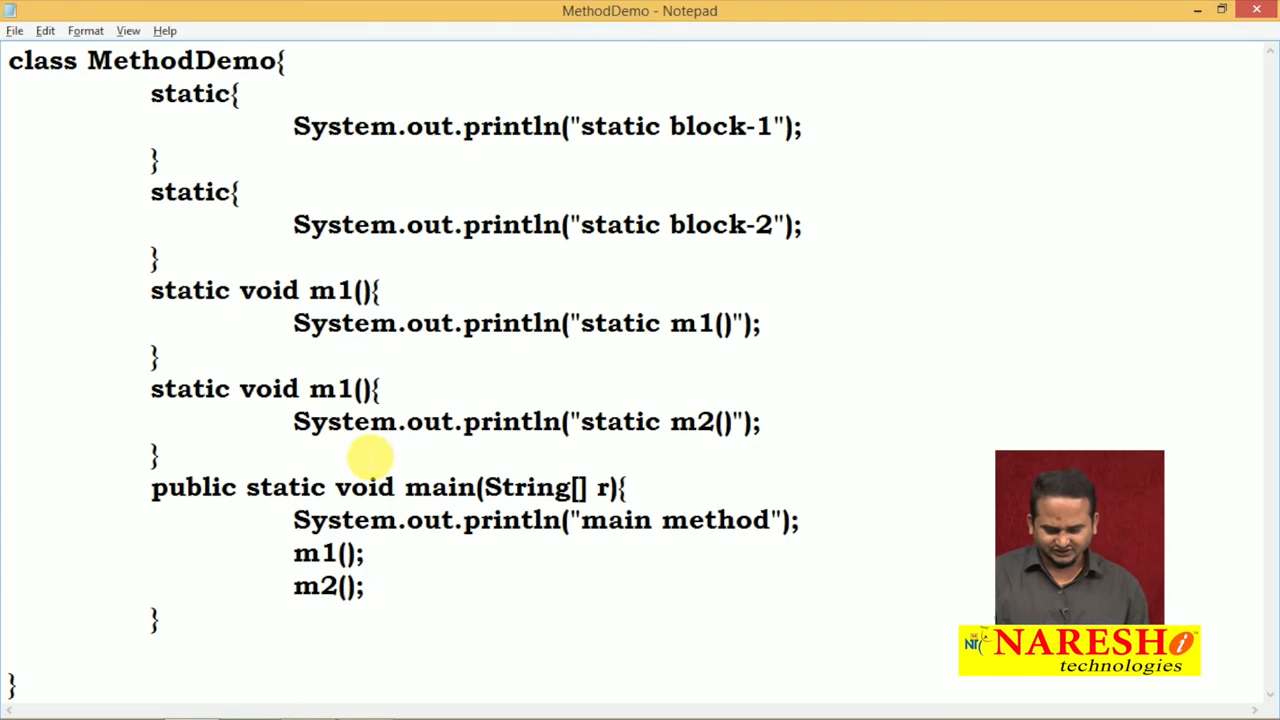 MethodDemo - Notepad
File Edit Format View Help
class MethodDemo{
static{
System.out.println("static block-1");
}
static{
System.out.println("static block-2");
}
static void m1(){
System.out.println("static m1()");
}
static void m1(){
System.out.println("static m2()");
}
public static void main(String[] r){
System.out.println("main method");
m1();
m2();
}
}
NARESH i
technologies